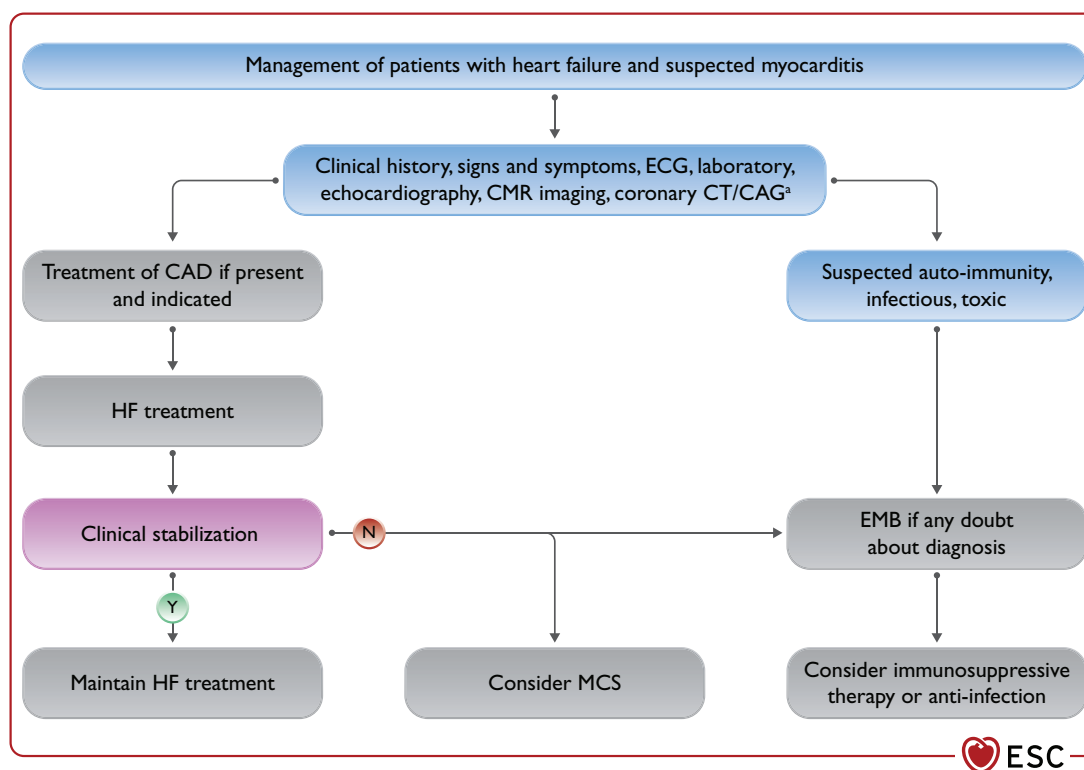 Management of patients with heart failure and suspected myocarditis
Clinical history, signs and symptoms, ECG, laboratory,
echocardiography, CMR imaging, coronary CT/CAGᵃ
Treatment of CAD if present
and indicated
Suspected auto-immunity,
infectious, toxic
HF treatment
Clinical stabilization
N
EMB if any doubt
about diagnosis
Y
Maintain HF treatment
Consider MCS
Consider immunosuppressive
therapy or anti-infection
ESC